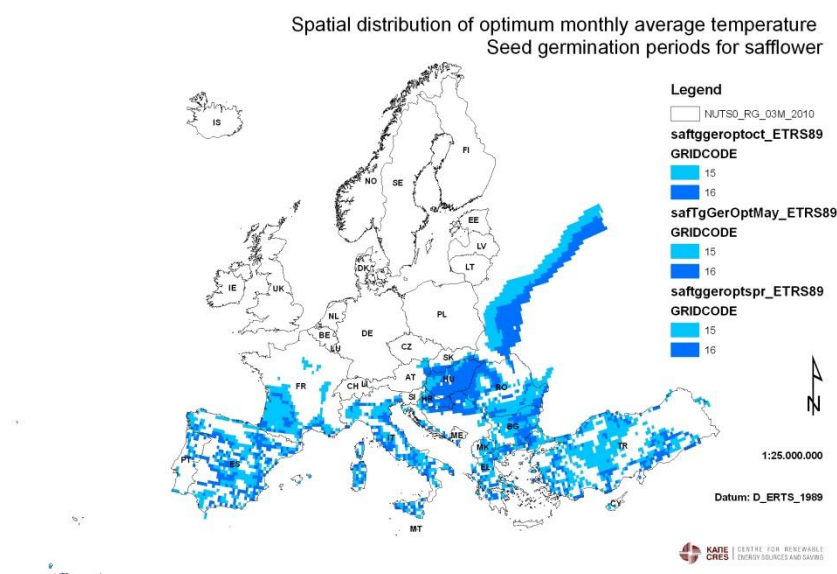 Spatial distribution of optimum monthly average temperature
Seed germination periods for safflower
Legend
NUTS0_RG_03M_2010
saftggeroptoct_ETRS89
GRIDCODE
15
16
safTgGerOptMay_ETRS89
GRIDCODE
15
16
saftggeroptspr_ETRS89
GRIDCODE
15
16
N
1:25.000.000
Datum: D_ERTS_1989
ΚΑΠΕ
CRES
CENTRE FOR RENEWABLE
ENERGY SOURCES AND SAVING
IS
FI
NO
SE
EE
LV
LT
DK
IE
UK
NL
PL
BE
DE
LU
CZ
SK
FR
CH
LI
AT
HU
RO
SI
HR
IT
ME
BG
MK
PT
ES
EL
TR
CY
MT